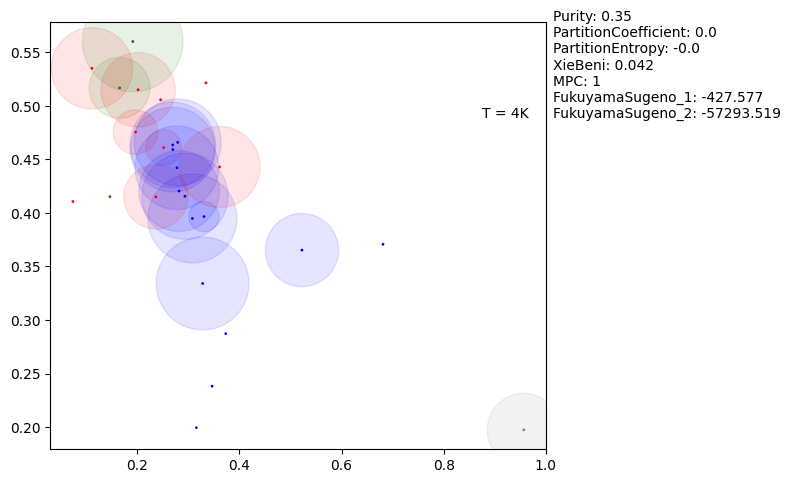 Purity: 0.35
PartitionCoefficient: 0.0
PartitionEntropy: -0.0
XieBeni: 0.042
MPC: 1
FukuyamaSugeno_1: -427.577
FukuyamaSugeno_2: -57293.519
T = 4K
0.55
0.50
0.45
0.40
0.35
0.30
0.25
0.20
0.2 0.4 0.6 0.8 1.0